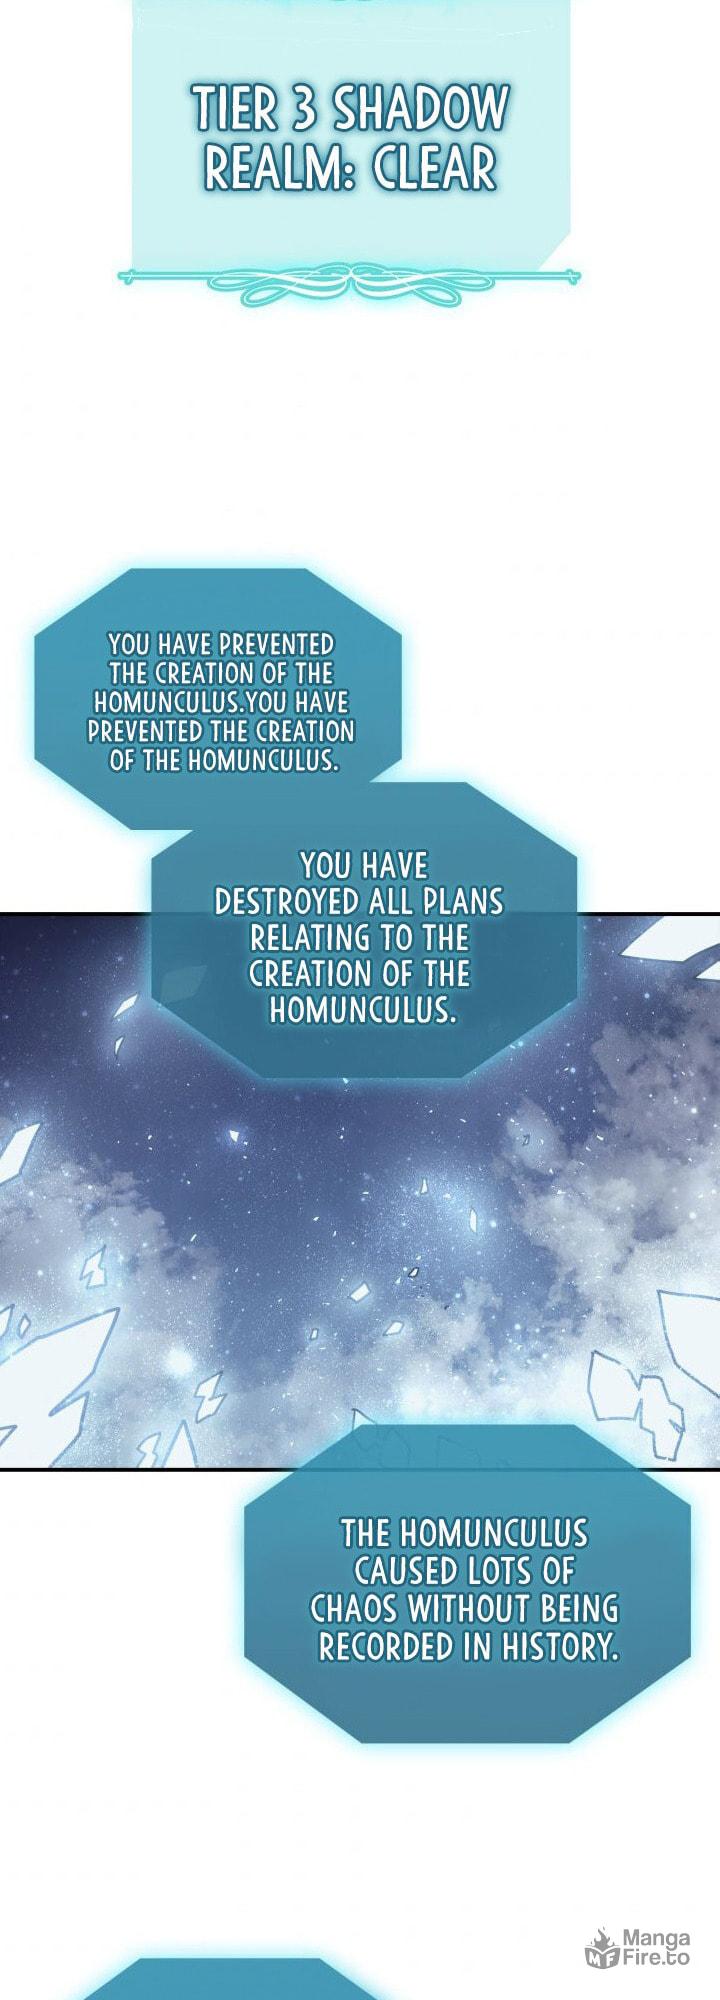 TIER 3 SHADOW
REALM: CLEAR
YOU HAVE PREVENTED
THE CREATION OF THE
HOMUNCULUS.YOU HAVE
PREVENTED THE CREATION
OF THE HOMUNCULUS.
YOU HAVE
DESTROYED ALL PLANS
RELATING TO THE
CREATION OF THE
HOMUNCULUS.
THE HOMUNCULUS
CAUSED LOTS OF
CHAOS WITHOUT BEING
RECORDED IN HISTORY.
MF Manga
Fire.to